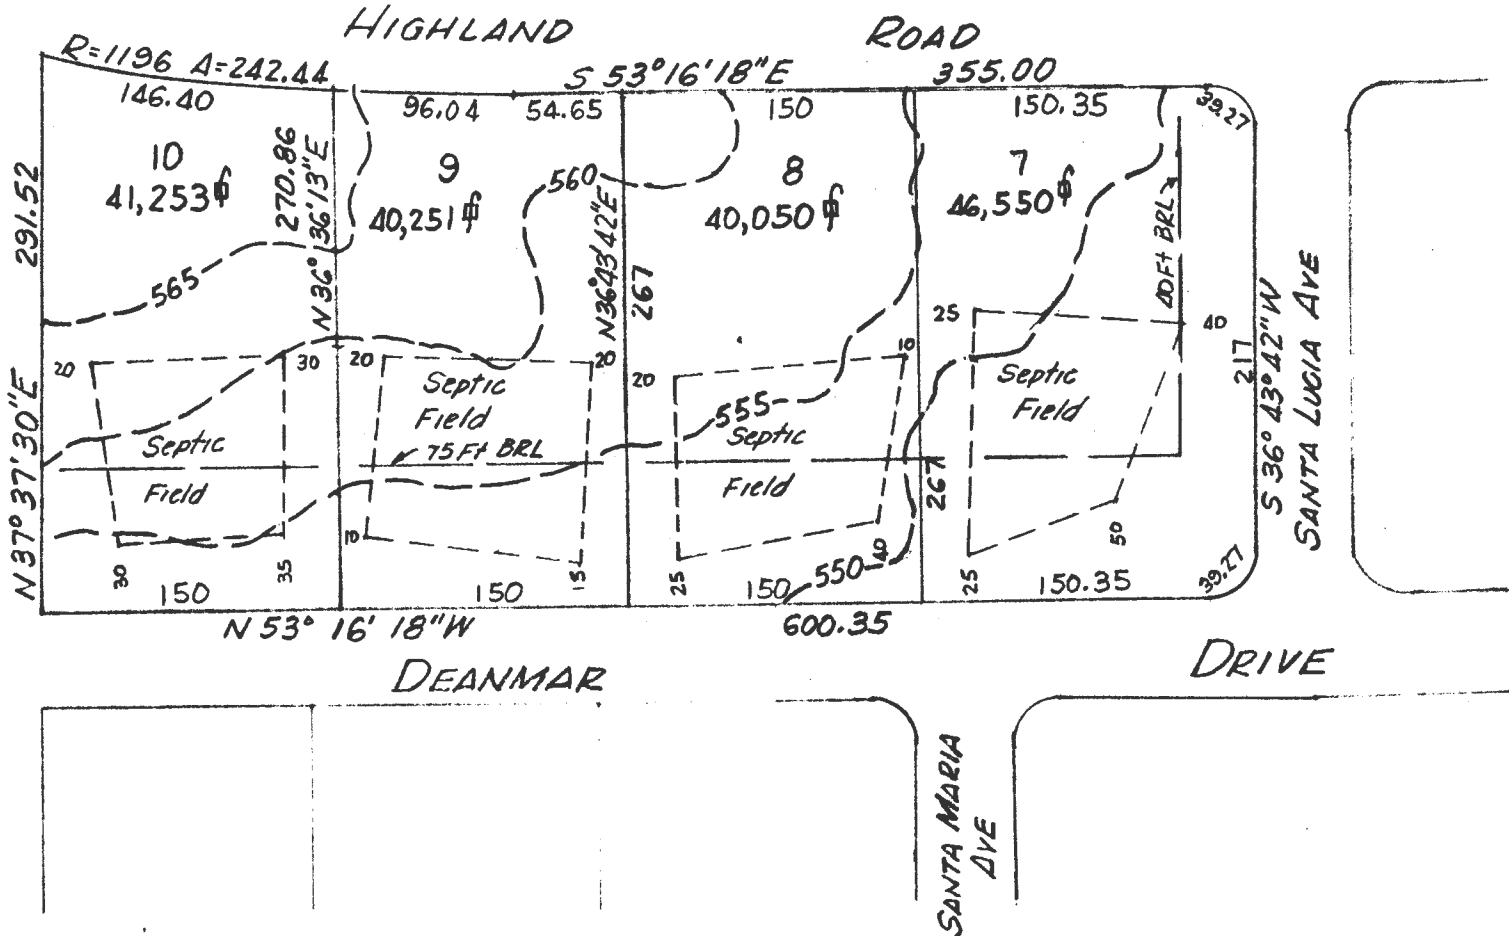 HIGHLAND ROAD
R=1196 A=242.44
S 53°16'18"E
355.00
146.40
96.04
54.65
150
150.35
39.27
10
41,253
270.86
N 36° 36'13"E
9
40,251
560
N36°43'42"E
267
8
40,050
7
46,550
40 Ft BRL
291.52
565
N 37° 37' 30"E
20
30
20
20
20
10
25
40
Septic
Field
Septic
Field
75 Ft BRL
555
Septic
Field
Septic
Field
267
217
S 36° 43' 42" W
SANTA LUCIA AVE
30
35
10
15
25
40
550
25
50
39.27
150
150
150
150.35
N 53° 16' 18"W
600.35
DEANMAR DRIVE
SANTA MARIA
AVE